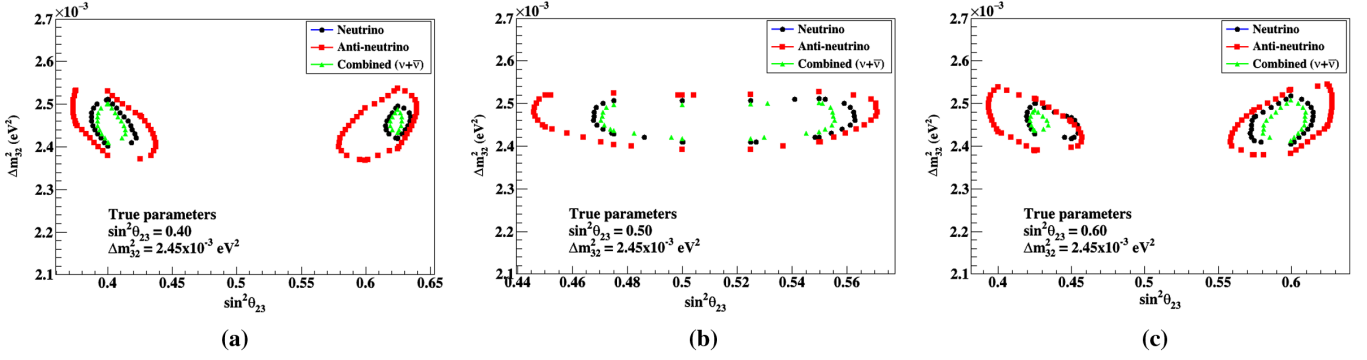 ×10⁻³
2.7
2.6
2.5
2.4
2.3
2.2
2.1
Δm²₃₂ (eV²)
Neutrino
Anti-neutrino
Combined (ν+ν̄)
True parameters
sin²θ₂₃ = 0.40
Δm²₃₂ = 2.45x10⁻³ eV²
0.4 0.45 0.5 0.55 0.6 0.65
sin²θ₂₃
(a)
×10⁻³
2.7
2.6
2.5
2.4
2.3
2.2
2.1
Δm²₃₂ (eV²)
Neutrino
Anti-neutrino
Combined (ν+ν̄)
True parameters
sin²θ₂₃ = 0.50
Δm²₃₂ = 2.45x10⁻³ eV²
0.44 0.46 0.48 0.5 0.52 0.54 0.56
sin²θ₂₃
(b)
×10⁻³
2.7
2.6
2.5
2.4
2.3
2.2
2.1
Δm²₃₂ (eV²)
Neutrino
Anti-neutrino
Combined (ν+ν̄)
True parameters
sin²θ₂₃ = 0.60
Δm²₃₂ = 2.45x10⁻³ eV²
0.4 0.45 0.5 0.55 0.6
sin²θ₂₃
(c)